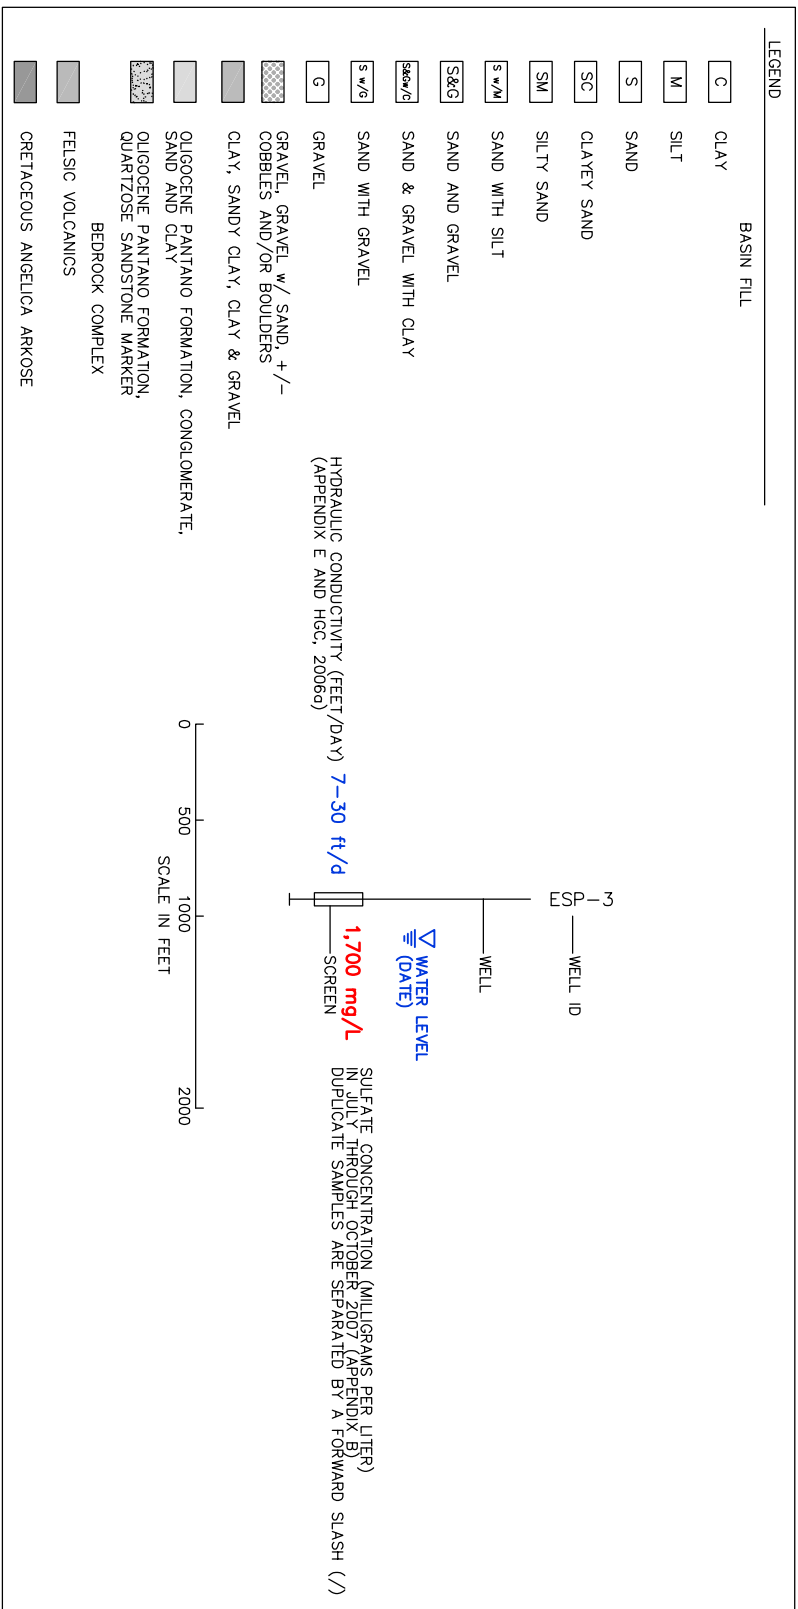 LEGEND
BASIN FILL
C CLAY
M SILT
S SAND
SC CLAYEY SAND
SM SILTY SAND
S w/M SAND WITH SILT
S&G SAND AND GRAVEL
S&Gw/C SAND & GRAVEL WITH CLAY
S w/G SAND WITH GRAVEL
G GRAVEL
GRAVEL, GRAVEL w/ SAND, +/-
COBBLES AND/OR BOULDERS
CLAY, SANDY CLAY, CLAY & GRAVEL
OLIGOCENE PANTANO FORMATION, CONGLOMERATE,
SAND AND CLAY
OLIGOCENE PANTANO FORMATION,
QUARTZOSE SANDSTONE MARKER
BEDROCK COMPLEX
FELSIC VOLCANICS
CRETACEOUS ANGELICA ARKOSE
ESP-3
WELL ID
WELL
WATER LEVEL
(DATE)
HYDRAULIC CONDUCTIVITY (FEET/DAY)
(APPENDIX E AND HGC, 2006a)
7-30 ft/d
1,700 mg/L
SCREEN
SULFATE CONCENTRATION (MILLIGRAMS PER LITER)
IN JULY THROUGH OCTOBER 2007 (APPENDIX B)
DUPLICATE SAMPLES ARE SEPARATED BY A FORWARD SLASH (/)
0 500 1000 2000
SCALE IN FEET